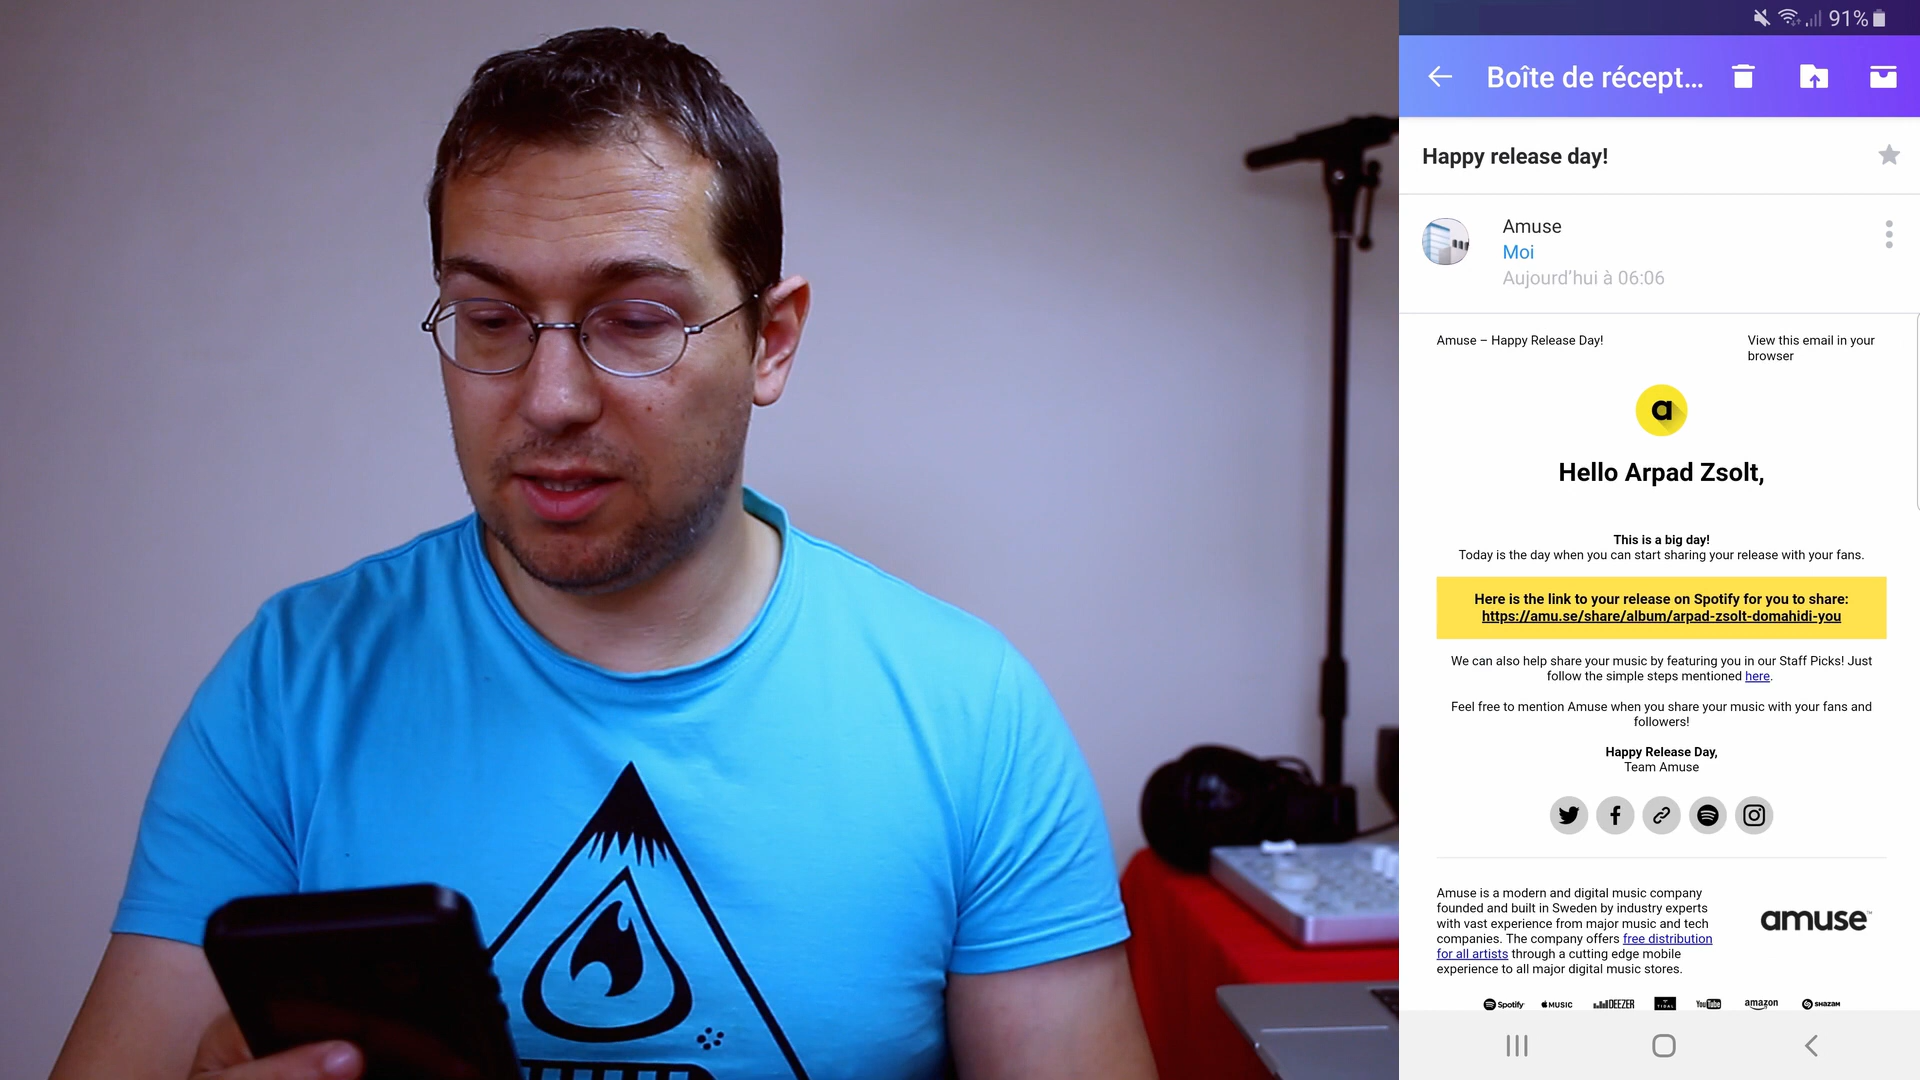 91%
Boîte de récept...
Happy release day!
Amuse
Moi
Aujourd'hui à 06:06
Amuse – Happy Release Day!
View this email in your
browser
a
Hello Arpad Zsolt,
This is a big day!
Today is the day when you can start sharing your release with your fans.
Here is the link to your release on Spotify for you to share:
https://amu.se/share/album/arpad-zsolt-domahidi-you
We can also help share your music by featuring you in our Staff Picks! Just
follow the simple steps mentioned here.
Feel free to mention Amuse when you share your music with your fans and
followers!
Happy Release Day,
Team Amuse
Amuse is a modern and digital music company
founded and built in Sweden by industry experts
with vast experience from major music and tech
companies. The company offers free distribution
for all artists through a cutting edge mobile
experience to all major digital music stores.
amuse™
Spotify MUSIC DEEZER TIDAL YouTube amazon SHAZAM